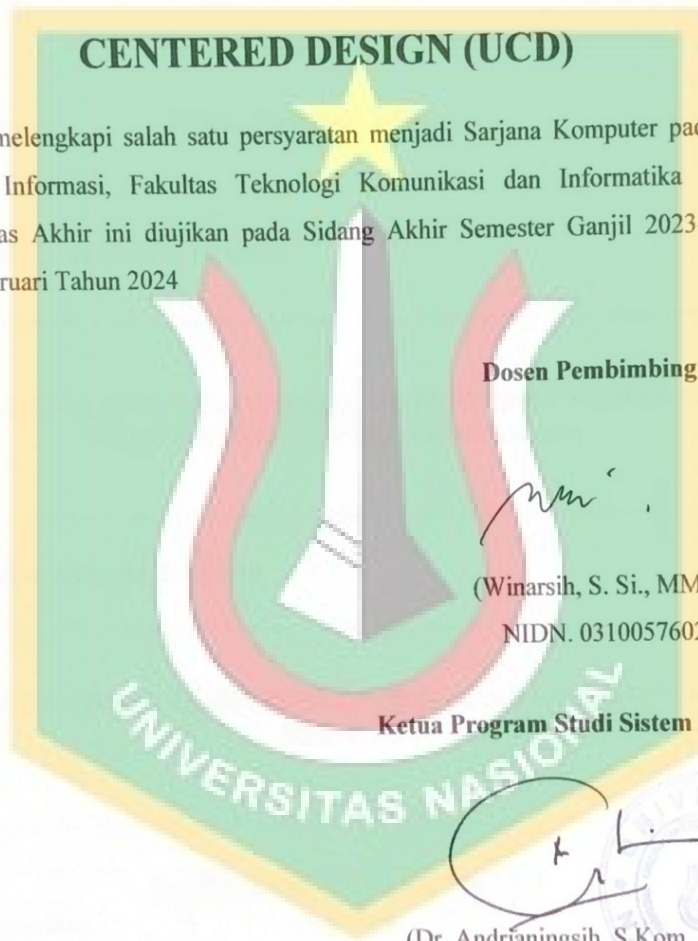 CENTERED DESIGN (UCD)
melengkapi salah satu persyaratan menjadi Sarjana Komputer pad
Informasi, Fakultas Teknologi Komunikasi dan Informatika
as Akhir ini diujikan pada Sidang Akhir Semester Ganjil 2023
ruari Tahun 2024
Dosen Pembimbing
(Winarsih, S. Si., MM
NIDN. 0310057602
Ketua Program Studi Sistem
UNIVERSITAS NASIONAL
(Dr. Andrianingsih, S.Kom